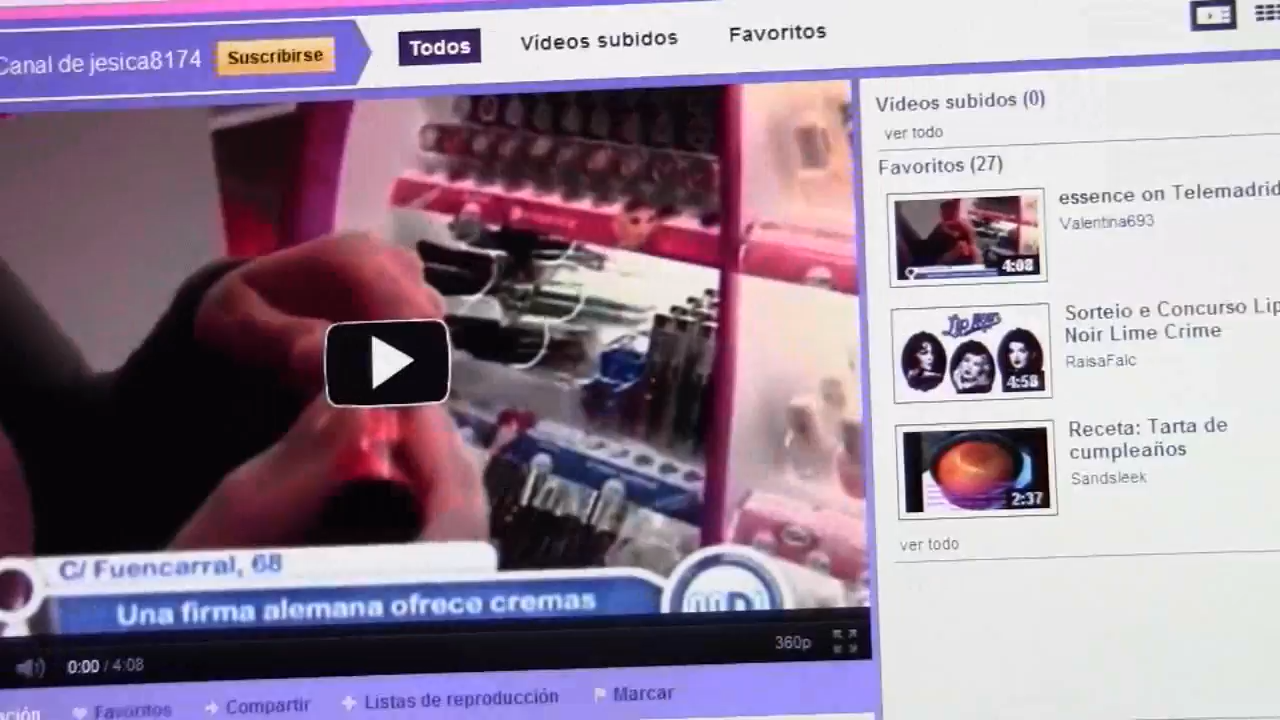 Canal de jesica8174
Suscribirse
Todos
Vídeos subidos
Favoritos
Vídeos subidos (0)
ver todo
Favoritos (27)
essence on Telemadrid
Valentina693
4:08
Sorteio e Concurso Lip
Noir Lime Crime
RaisaFalc
4:58
Receta: Tarta de
cumpleaños
Sandsleek
2:37
ver todo
C/ Fuencarral, 68
Una firma alemana ofrece cremas
360p
0:00 / 4:08
Favoritos
Compartir
Listas de reproducción
Marcar